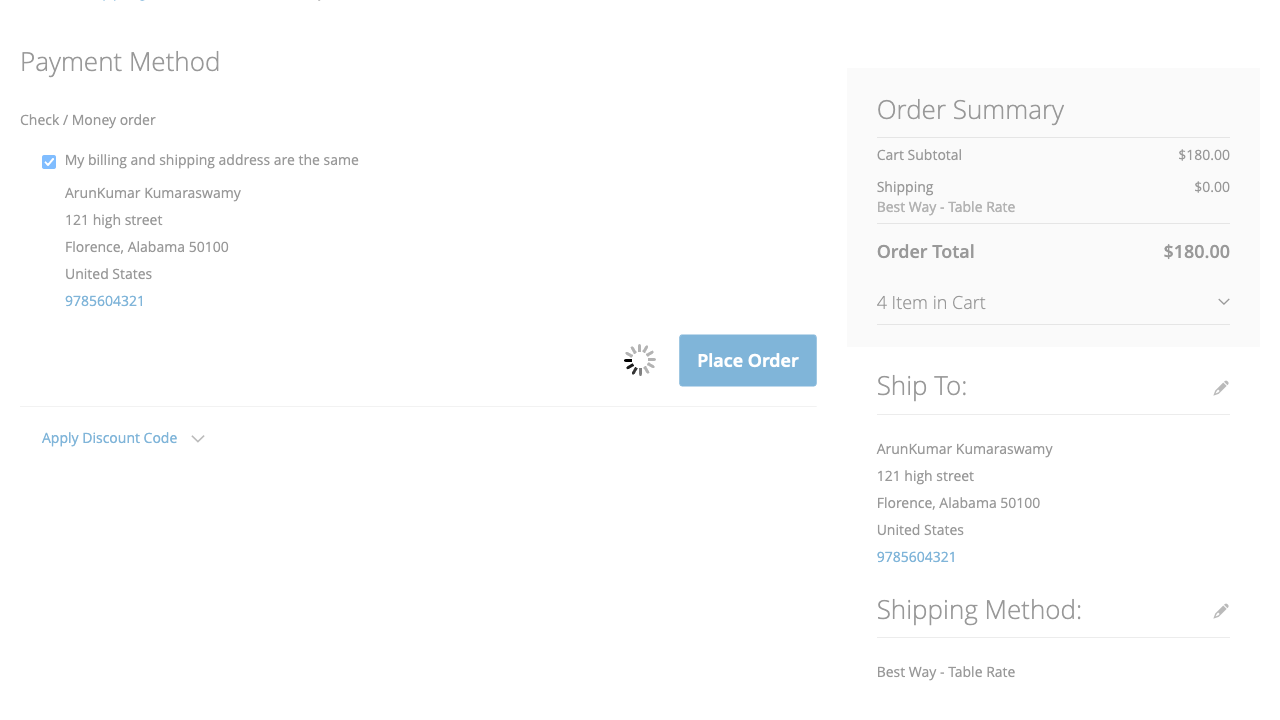 Payment Method
Check / Money order
My billing and shipping address are the same
ArunKumar Kumaraswamy
121 high street
Florence, Alabama 50100
United States
9785604321
Place Order
Apply Discount Code
Order Summary
Cart Subtotal $180.00
Shipping $0.00
Best Way - Table Rate
Order Total $180.00
4 Item in Cart
Ship To:
ArunKumar Kumaraswamy
121 high street
Florence, Alabama 50100
United States
9785604321
Shipping Method:
Best Way - Table Rate